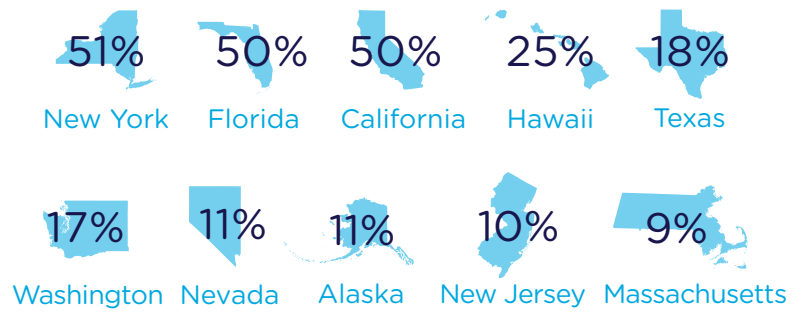 51% 50% 50% 25% 18%
New York Florida California Hawaii Texas
17% 11% 11% 10% 9%
Washington Nevada Alaska New Jersey Massachusetts